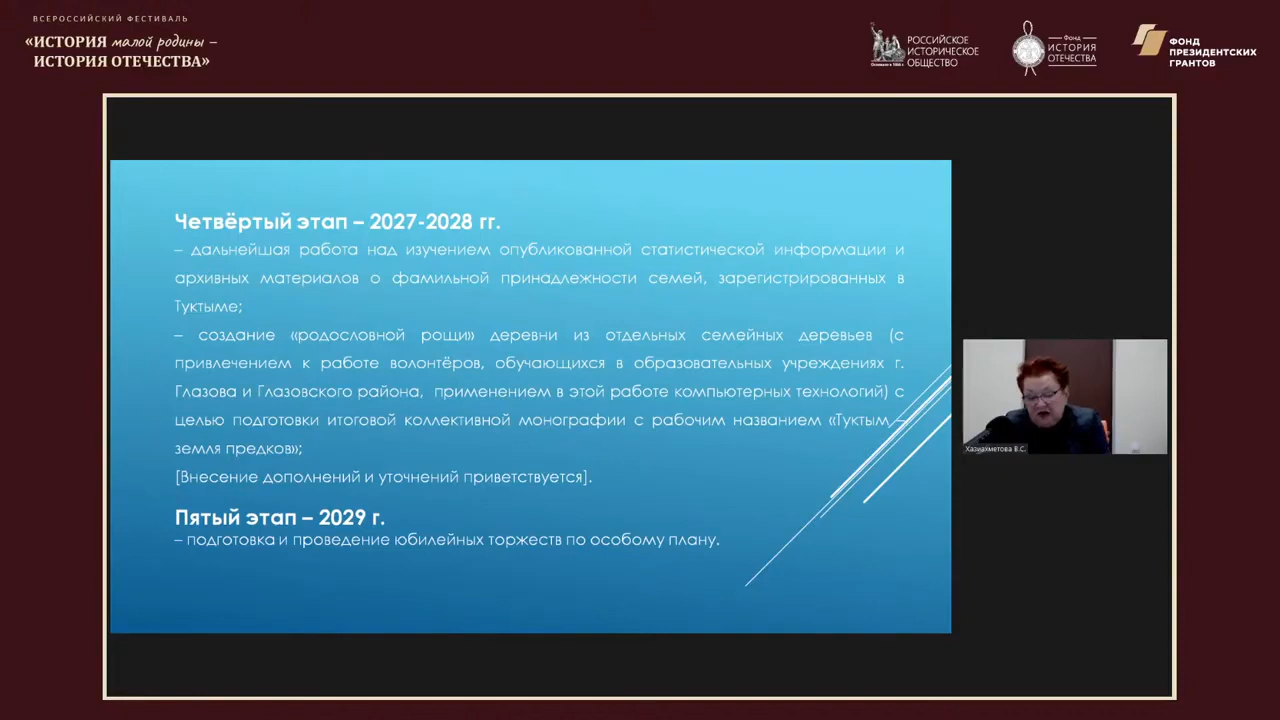 ВСЕРОССИЙСКИЙ ФЕСТИВАЛЬ
«ИСТОРИЯ малой родины –
ИСТОРИЯ ОТЕЧЕСТВА»
РОССИЙСКОЕ
ИСТОРИЧЕСКОЕ
ОБЩЕСТВО
Основано в 1866 г
Фонд
ИСТОРИЯ
ОТЕЧЕСТВА
ФОНД
ПРЕЗИДЕНТСКИХ
ГРАНТОВ
Четвёртый этап – 2027-2028 гг.
– дальнейшая работа над изучением опубликованной статистической информации и
архивных материалов о фамильной принадлежности семей, зарегистрированных в
Туктыме;
– создание «родословной рощи» деревни из отдельных семейных деревьев (с
привлечением к работе волонтёров, обучающихся в образовательных учреждениях г.
Глазова и Глазовского района, применением в этой работе компьютерных технологий) с
целью подготовки итоговой коллективной монографии с рабочим названием «Туктым –
земля предков»;
[Внесение дополнений и уточнений приветствуется].
Пятый этап – 2029 г.
– подготовка и проведение юбилейных торжеств по особому плану.
Хазиахметова В.С.